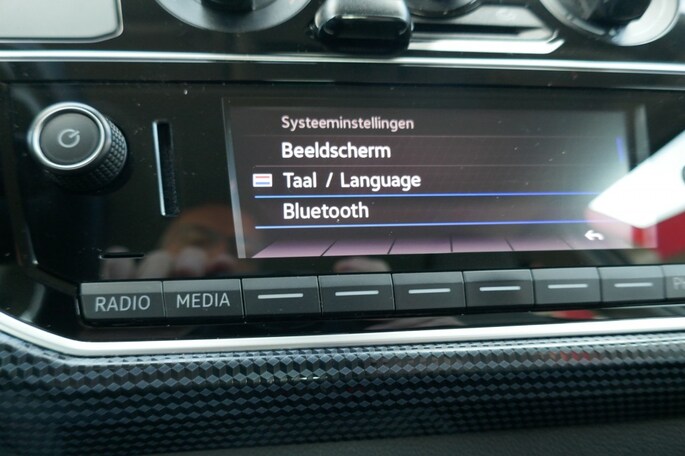 Systeeminstellingen
Beeldscherm
Taal / Language
Bluetooth
RADIO
MEDIA